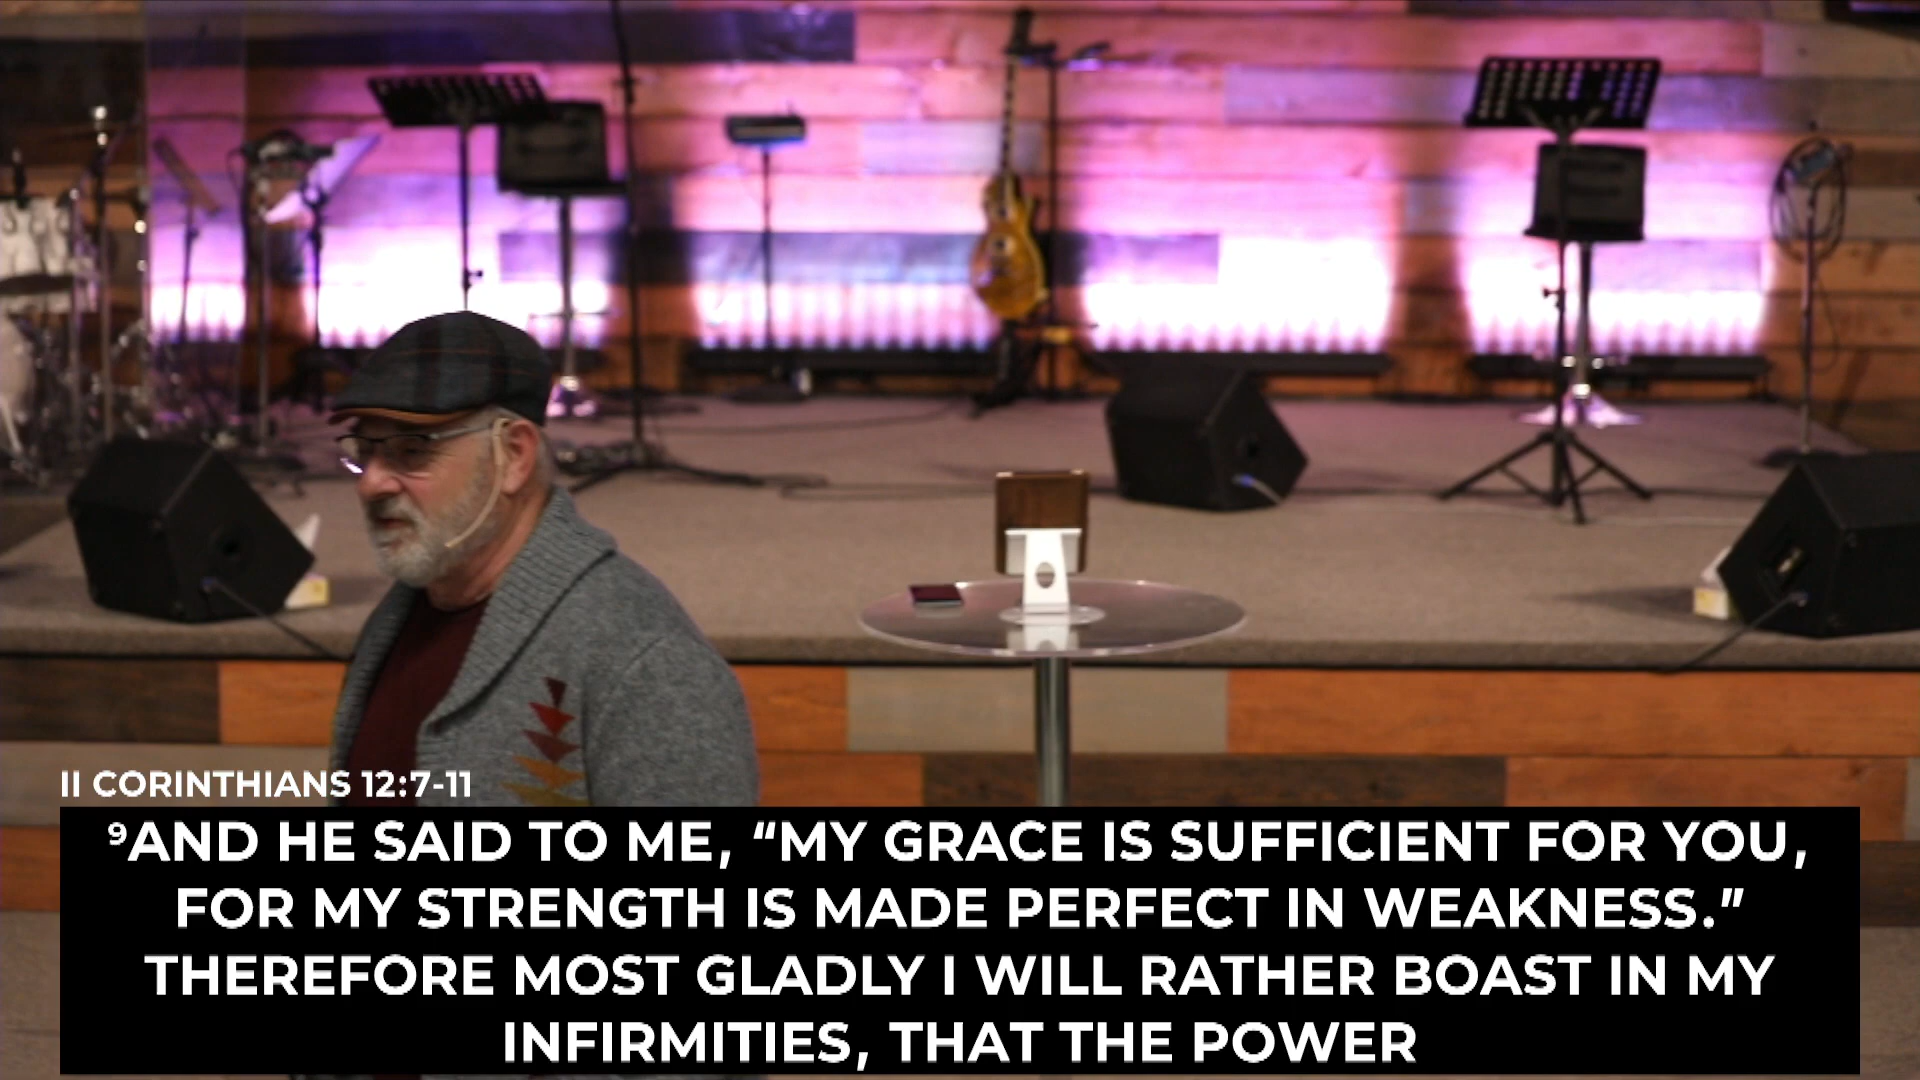 II CORINTHIANS 12:7-11
⁹AND HE SAID TO ME, “MY GRACE IS SUFFICIENT FOR YOU,
FOR MY STRENGTH IS MADE PERFECT IN WEAKNESS.”
THEREFORE MOST GLADLY I WILL RATHER BOAST IN MY
INFIRMITIES, THAT THE POWER